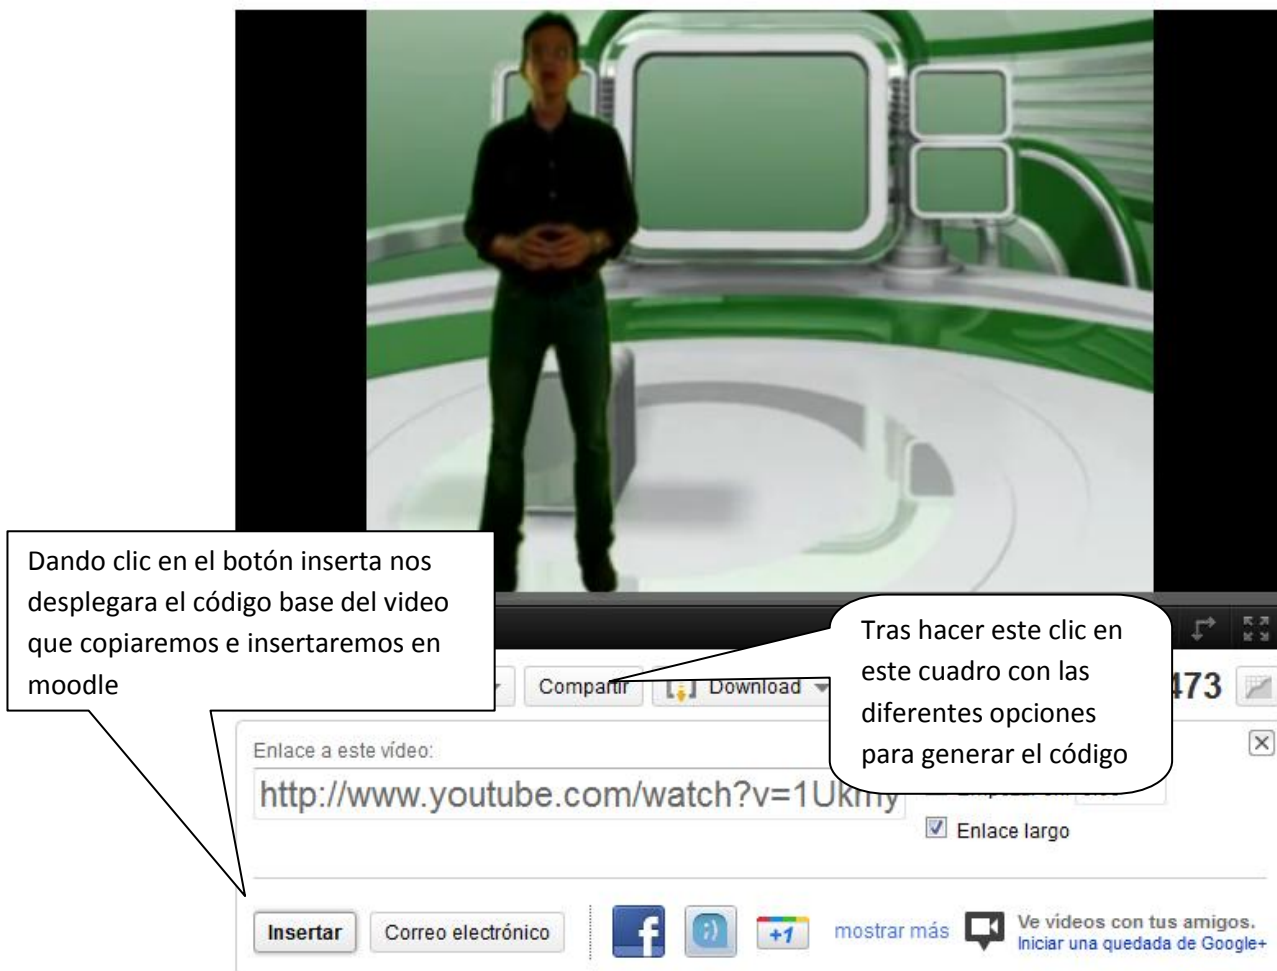 Dando clic en el botón inserta nos
desplegara el código base del video
que copiaremos e insertaremos en
moodle
Tras hacer este clic en
este cuadro con las
diferentes opciones
para generar el código
Compartir
Download
473
Enlace a este vídeo:
http://www.youtube.com/watch?v=1Ukmy
Enlace largo
Insertar
Correo electrónico
f
;)
+1
mostrar más
Ve vídeos con tus amigos.
Iniciar una quedada de Google+